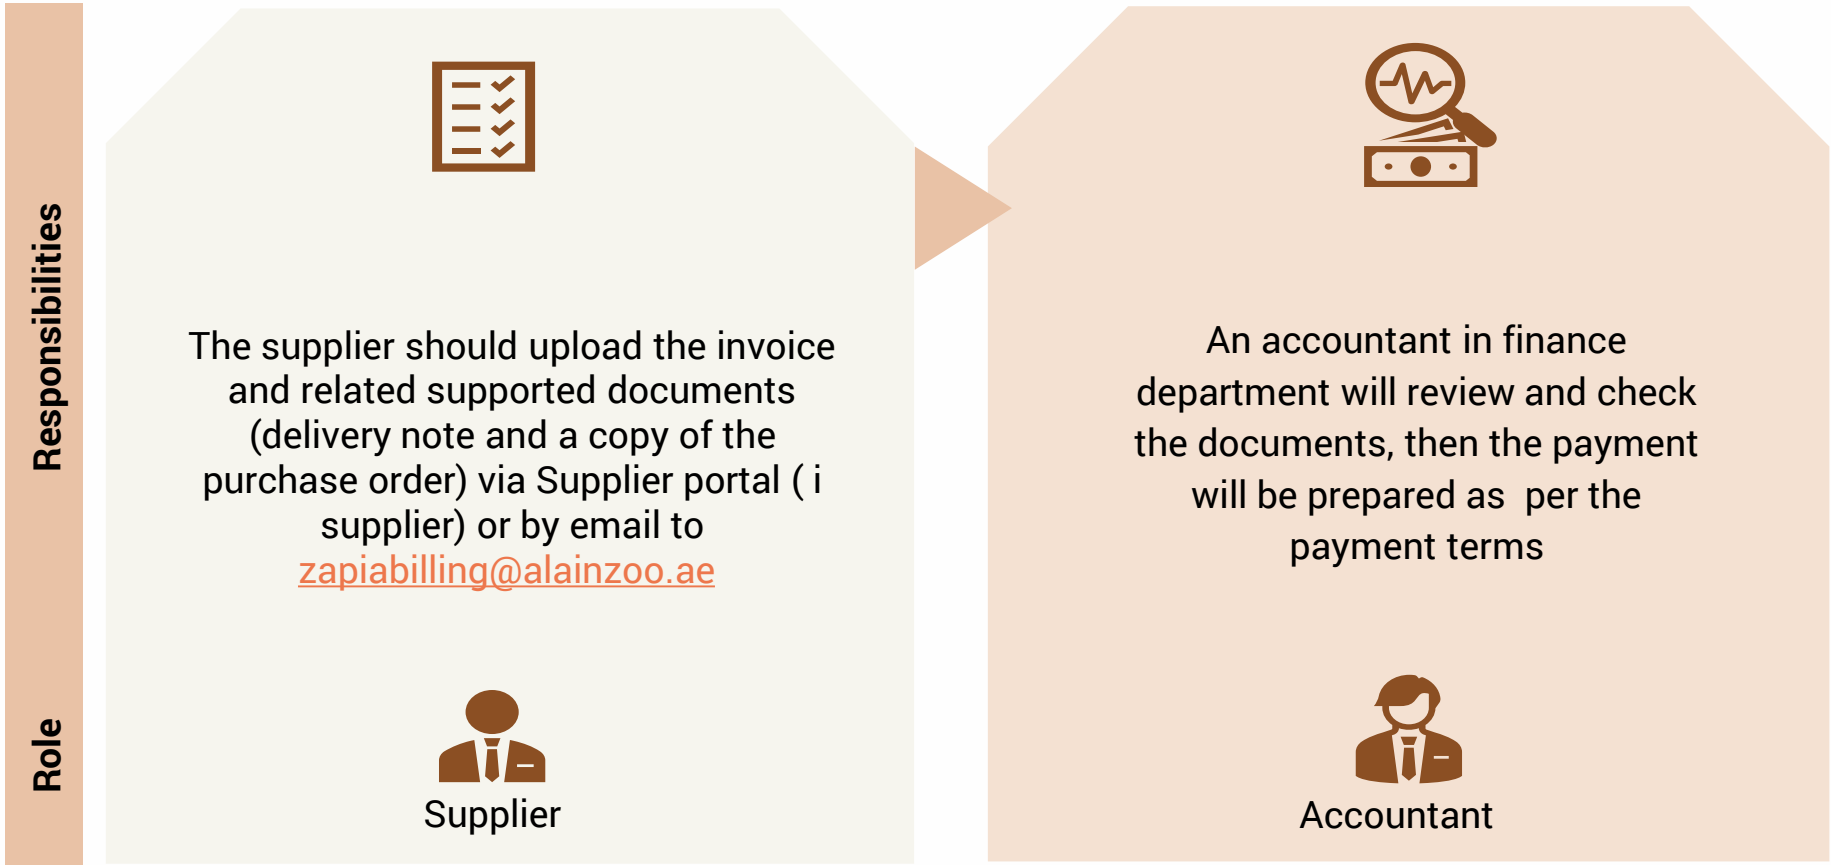 Responsibilities
The supplier should upload the invoice
and related supported documents
(delivery note and a copy of the
purchase order) via Supplier portal ( i
supplier) or by email to
zapiabilling@alainzoo.ae
An accountant in finance
department will review and check
the documents, then the payment
will be prepared as  per the
payment terms
Role
Supplier
Accountant